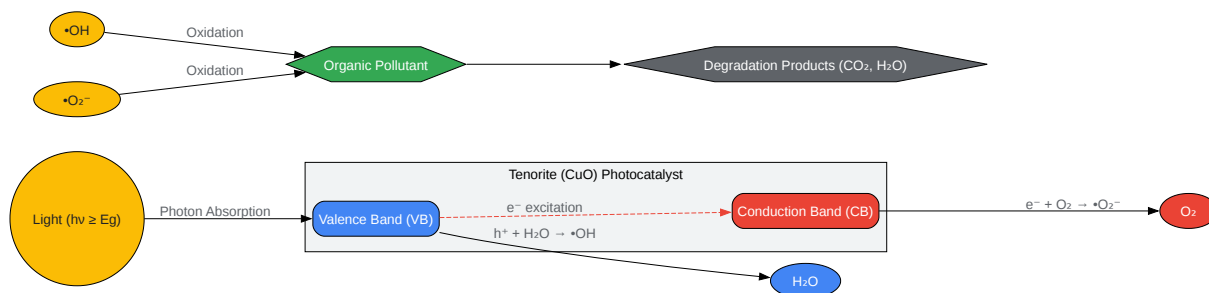 •OH
Oxidation
Organic Pollutant
Degradation Products (CO₂, H₂O)
Oxidation
•O₂⁻
Tenorite (CuO) Photocatalyst
Light (hν ≥ Eg)
Photon Absorption
Valence Band (VB)
e⁻ excitation
Conduction Band (CB)
e⁻ + O₂ → •O₂⁻
O₂
h⁺ + H₂O → •OH
H₂O